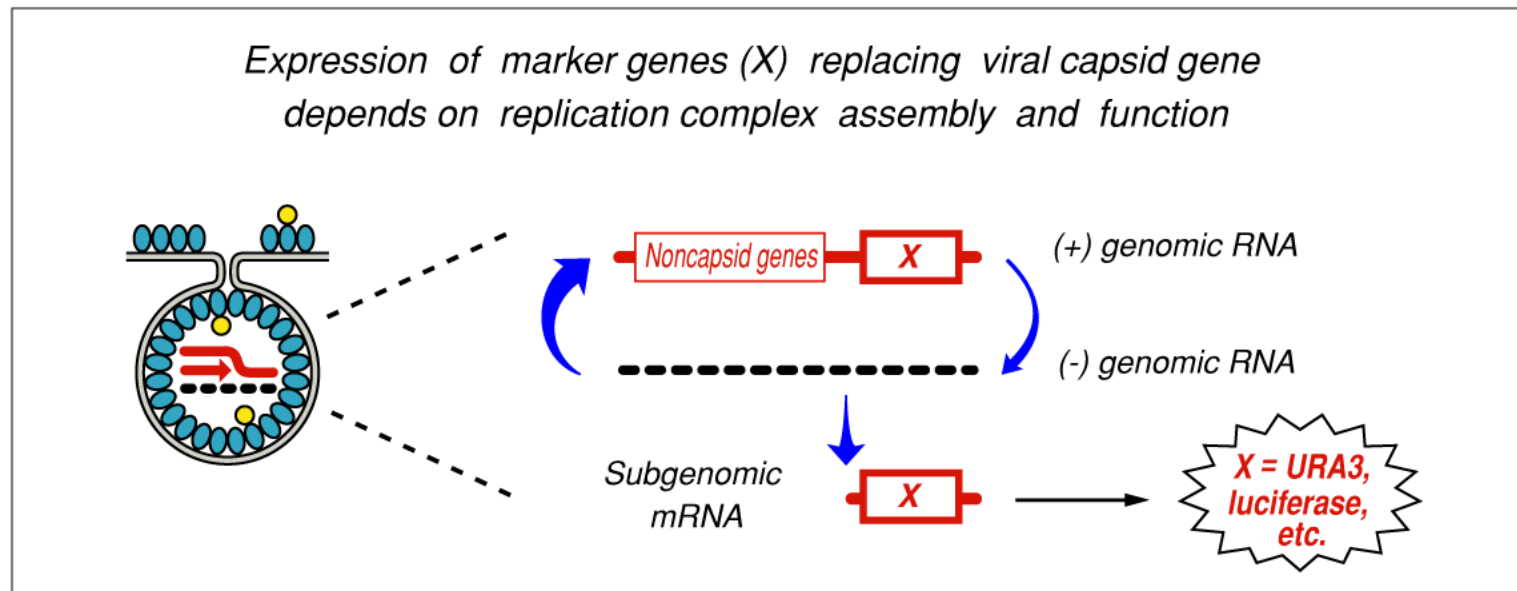 Expression of marker genes (X) replacing viral capsid gene
depends on replication complex assembly and function
Noncapsid genes
X
(+) genomic RNA
(-) genomic RNA
Subgenomic
mRNA
X
X = URA3,
luciferase,
etc.